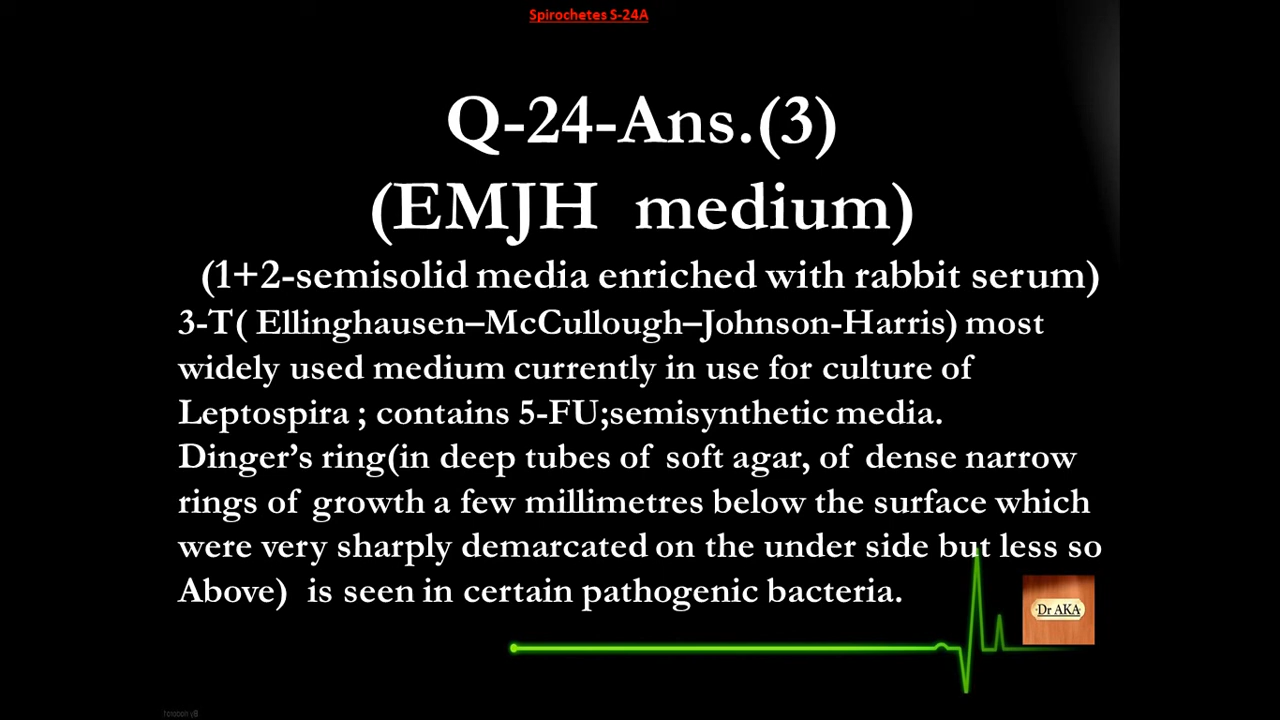 Spirochetes S-24A
Q-24-Ans.(3)
(EMJH medium)
(1+2-semisolid media enriched with rabbit serum)
3-T( Ellinghausen–McCullough–Johnson-Harris) most
widely used medium currently in use for culture of
Leptospira ; contains 5-FU;semisynthetic media.
Dinger’s ring(in deep tubes of soft agar, of dense narrow
rings of growth a few millimetres below the surface which
were very sharply demarcated on the under side but less so
Above) is seen in certain pathogenic bacteria.
Dr AKA